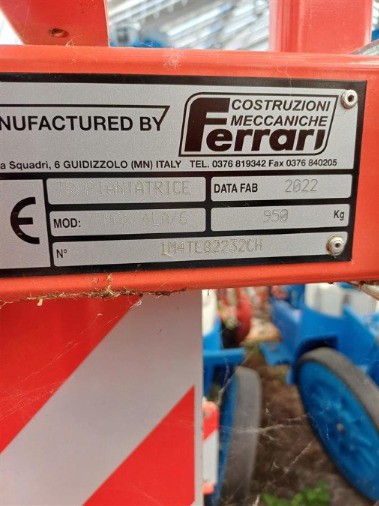 NUFACTURED BY
COSTRUZIONI
MECCANICHE
Ferrari
a Squadri, 6 GUIDIZZOLO (MN) ITALY TEL. 0376 819342 Fax 0376 840205
CE
DATA FAB 2022
MOD: 950 Kg
N° 1M4TE82232CH